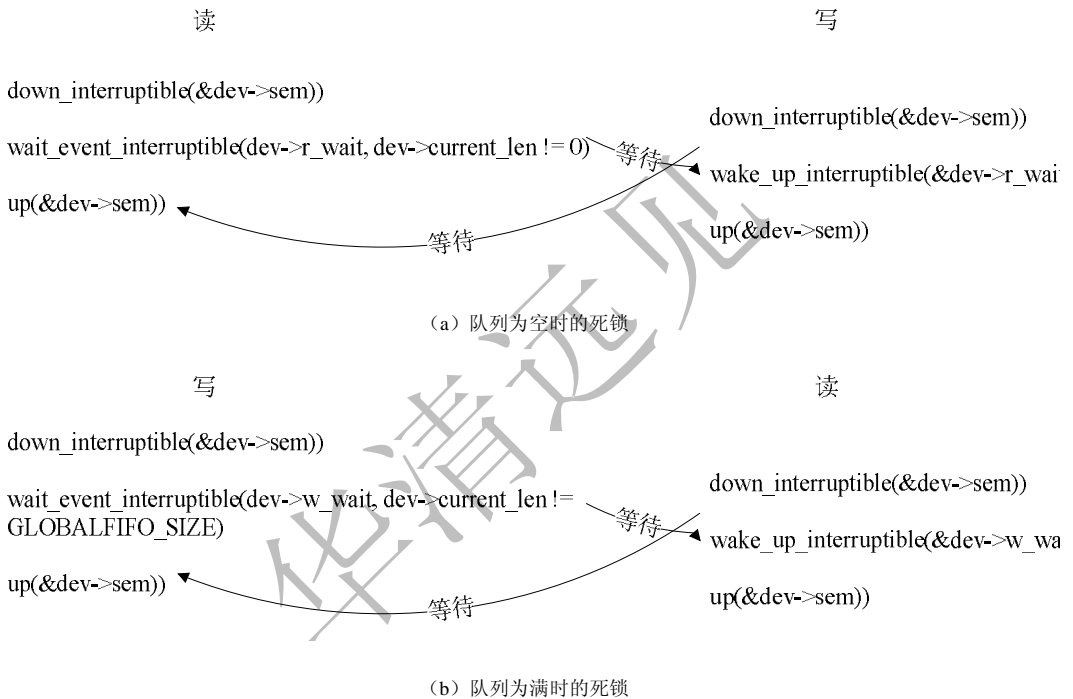 读 写
down_interruptible(&dev->sem))
down_interruptible(&dev->sem))
wait_event_interruptible(dev->r_wait, dev->current_len != 0)
等待
wake_up_interruptible(&dev->r_wai
up(&dev->sem))
up(&dev->sem))
等待
（a）队列为空时的死锁
写 读
down_interruptible(&dev->sem))
down_interruptible(&dev->sem))
wait_event_interruptible(dev->w_wait, dev->current_len !=
GLOBALFIFO_SIZE)
等待
wake_up_interruptible(&dev->w_wa
up(&dev->sem))
up(&dev->sem))
等待
（b）队列为满时的死锁
华清远见